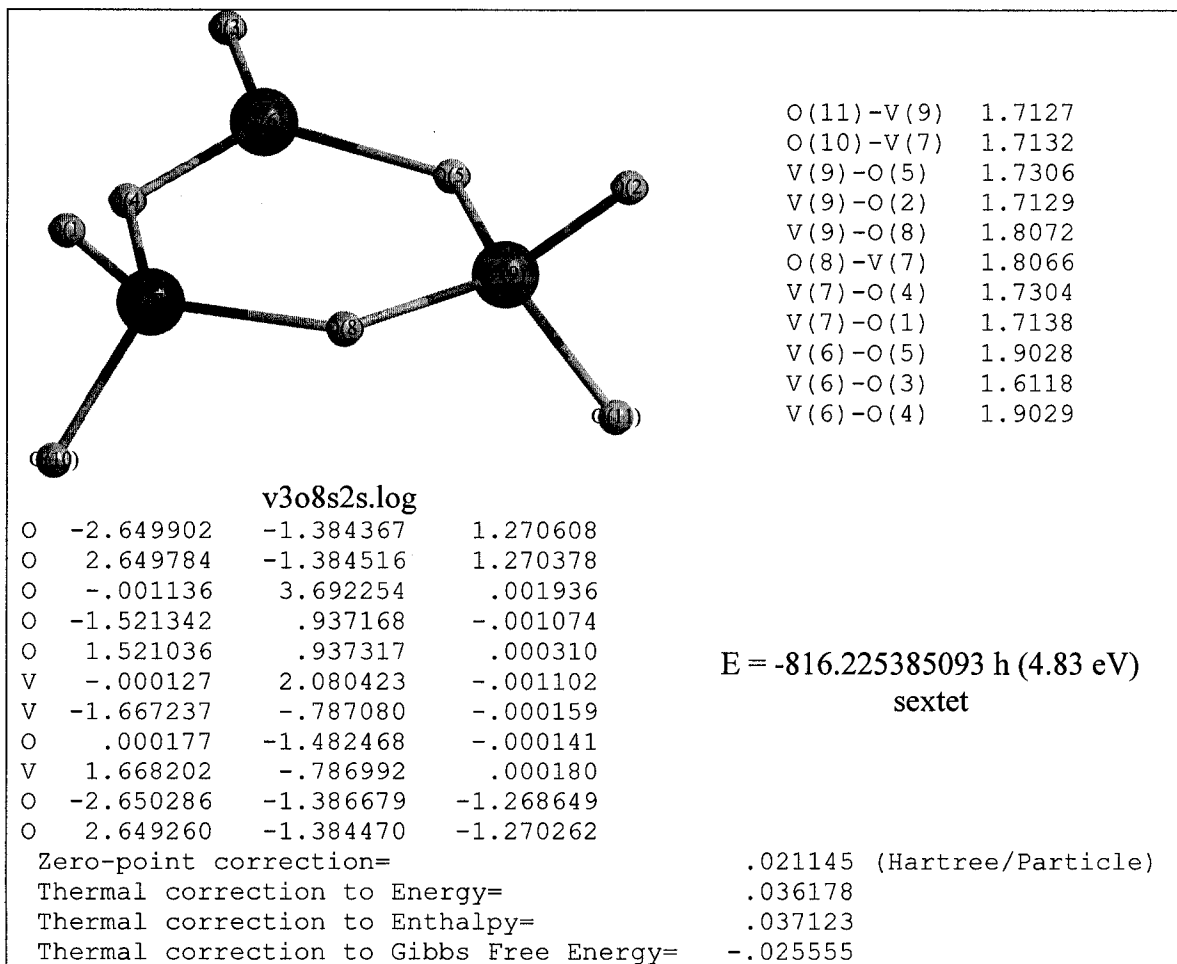 O(3)
O(5)
O(2)
O(4)
O(1)
O(8)
O(11)
O(10)
O(11)-V(9) 1.7127
O(10)-V(7) 1.7132
V(9)-O(5) 1.7306
V(9)-O(2) 1.7129
V(9)-O(8) 1.8072
O(8)-V(7) 1.8066
V(7)-O(4) 1.7304
V(7)-O(1) 1.7138
V(6)-O(5) 1.9028
V(6)-O(3) 1.6118
V(6)-O(4) 1.9029
v3o8s2s.log
O -2.649902 -1.384367 1.270608
O 2.649784 -1.384516 1.270378
O -.001136 3.692254 .001936
O -1.521342 .937168 -.001074
O 1.521036 .937317 .000310
V -.000127 2.080423 -.001102
V -1.667237 -.787080 -.000159
O .000177 -1.482468 -.000141
V 1.668202 -.786992 .000180
O -2.650286 -1.386679 -1.268649
O 2.649260 -1.384470 -1.270262
E = -816.225385093 h (4.83 eV)
sextet
Zero-point correction= .021145 (Hartree/Particle)
Thermal correction to Energy= .036178
Thermal correction to Enthalpy= .037123
Thermal correction to Gibbs Free Energy= -.025555